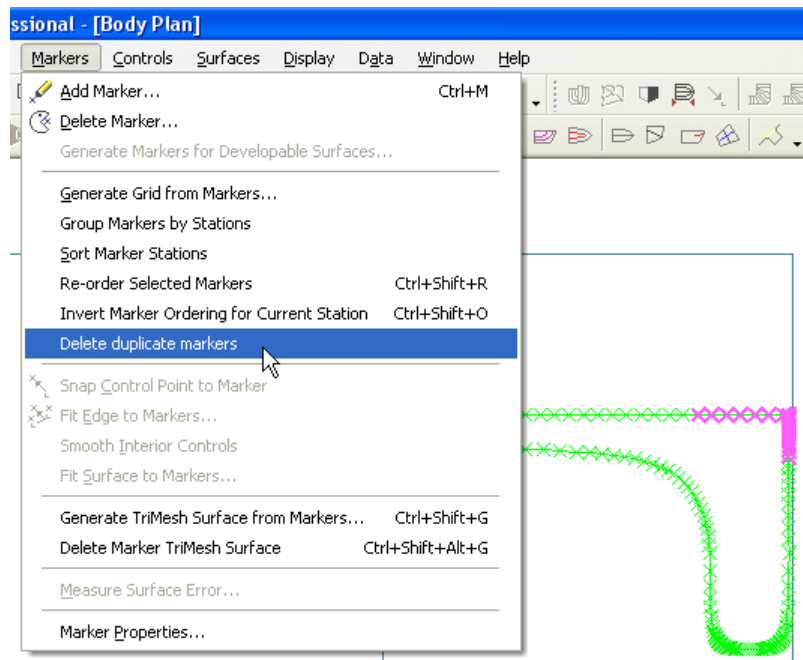 ssional - [Body Plan]
Markers Controls Surfaces Display Data Window Help
Add Marker... Ctrl+M
Delete Marker...
Generate Markers for Developable Surfaces...
Generate Grid from Markers...
Group Markers by Stations
Sort Marker Stations
Re-order Selected Markers Ctrl+Shift+R
Invert Marker Ordering for Current Station Ctrl+Shift+O
Delete duplicate markers
Snap Control Point to Marker
Fit Edge to Markers...
Smooth Interior Controls
Fit Surface to Markers...
Generate TriMesh Surface from Markers... Ctrl+Shift+G
Delete Marker TriMesh Surface Ctrl+Shift+Alt+G
Measure Surface Error...
Marker Properties...